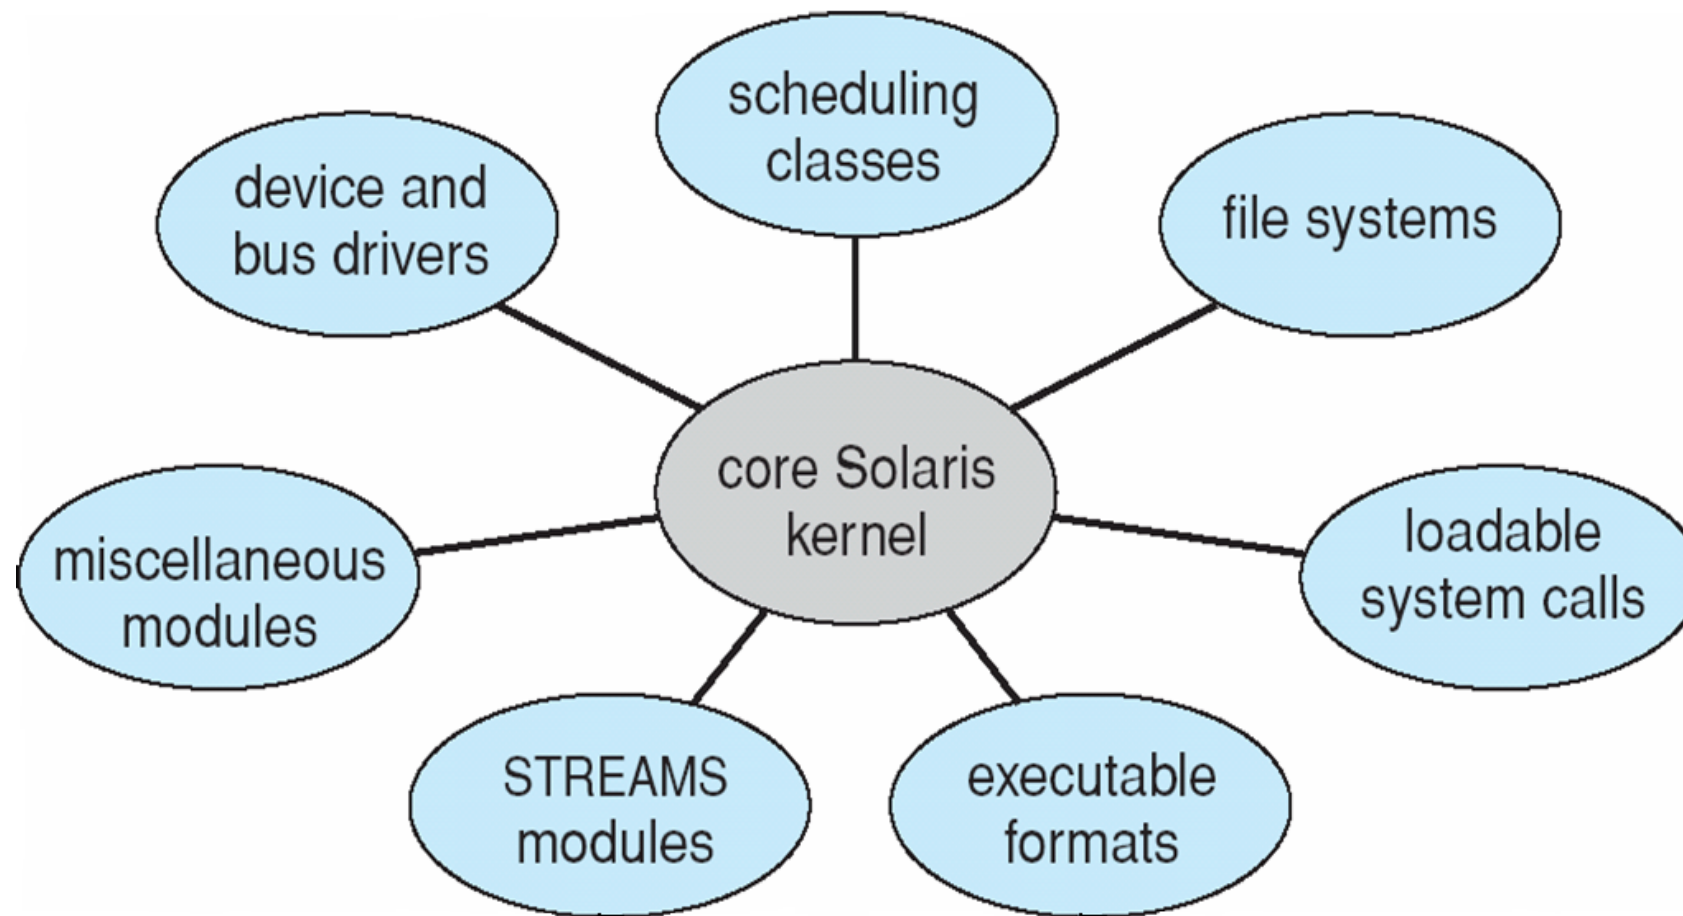 scheduling
classes
device and
bus drivers
file systems
core Solaris
kernel
miscellaneous
modules
loadable
system calls
STREAMS
modules
executable
formats